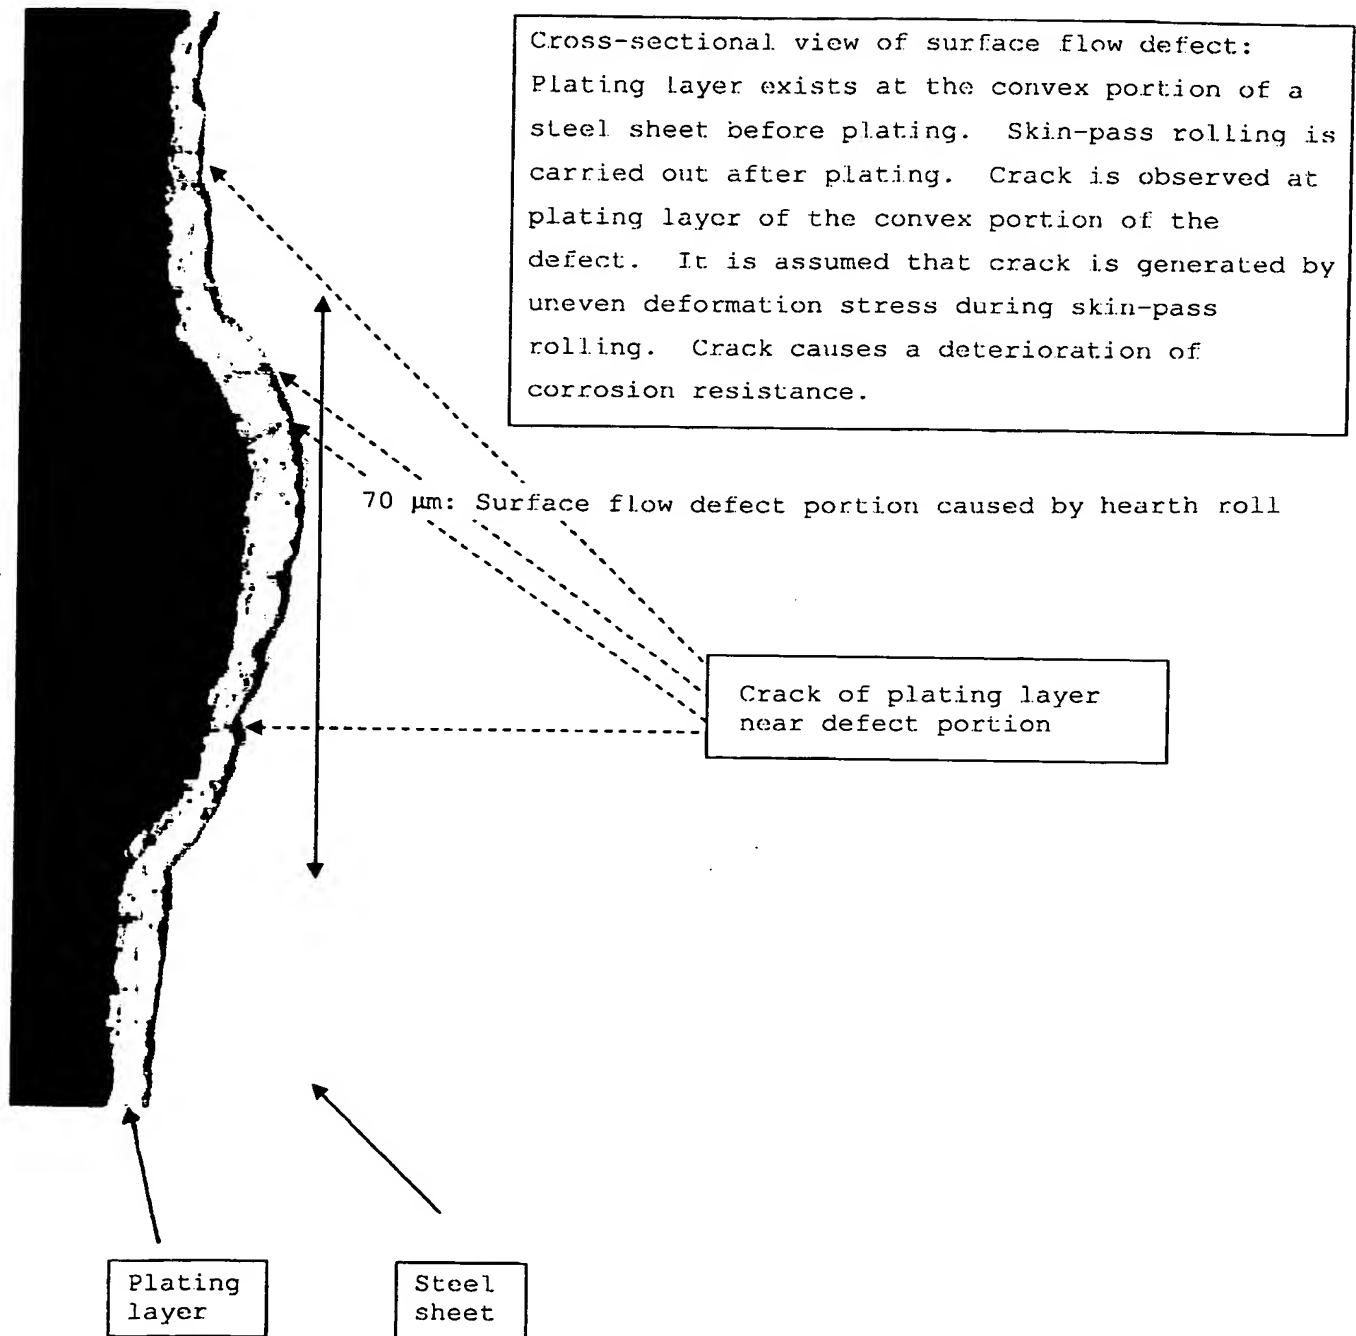 Cross-sectional view of surface flow defect:
Plating layer exists at the convex portion of a
steel sheet before plating. Skin-pass rolling is
carried out after plating. Crack is observed at
plating layer of the convex portion of the
defect. It is assumed that crack is generated by
uneven deformation stress during skin-pass
rolling. Crack causes a deterioration of
corrosion resistance.
70 μm: Surface flow defect portion caused by hearth roll
Crack of plating layer
near defect portion
Plating
layer
Steel
sheet